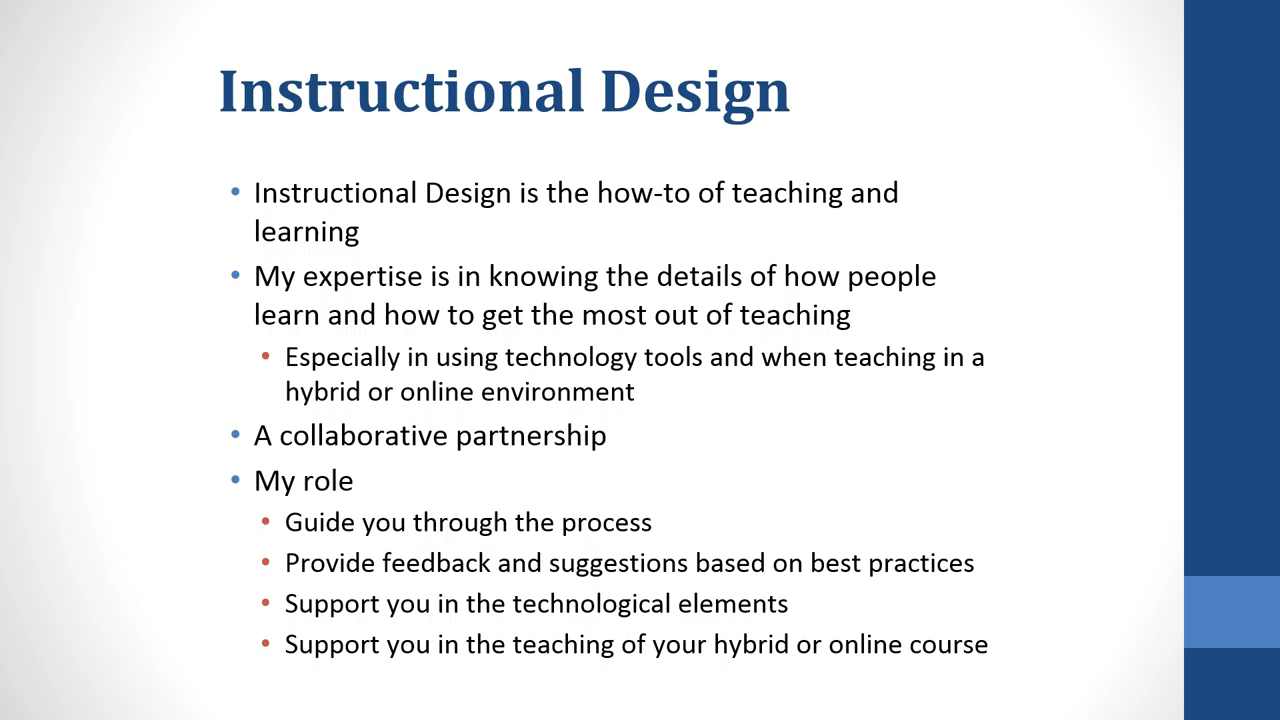 Instructional Design
• Instructional Design is the how-to of teaching and
learning
• My expertise is in knowing the details of how people
learn and how to get the most out of teaching
• Especially in using technology tools and when teaching in a
hybrid or online environment
• A collaborative partnership
• My role
• Guide you through the process
• Provide feedback and suggestions based on best practices
• Support you in the technological elements
• Support you in the teaching of your hybrid or online course